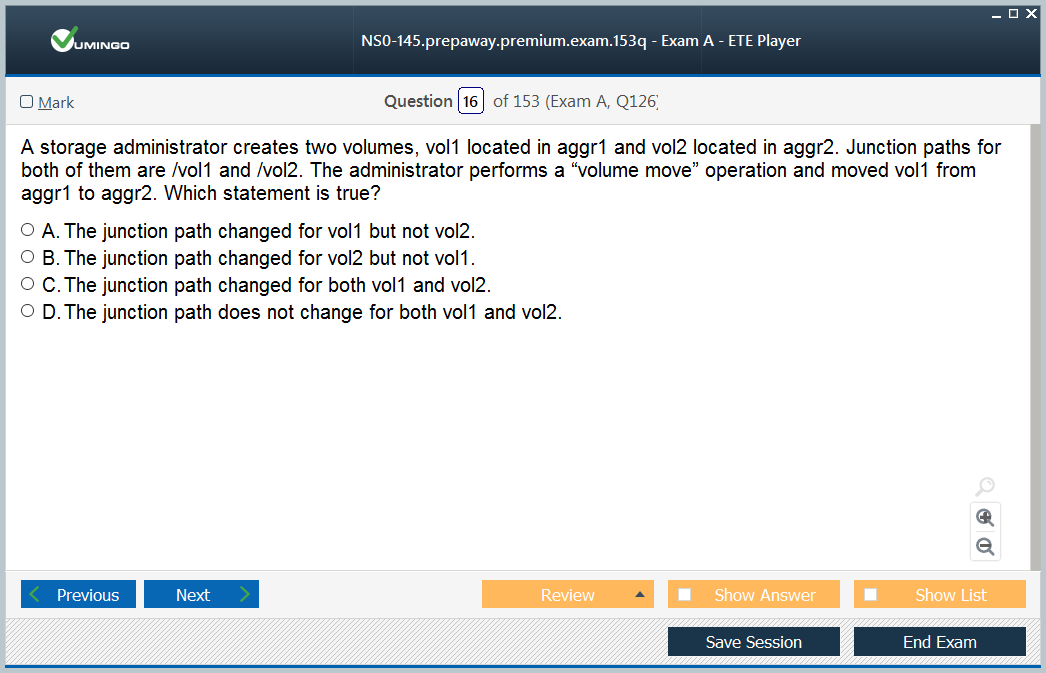 VUMINGO
NS0-145.prepaway.premium.exam.153q - Exam A - ETE Player
Mark
Question 16 of 153 (Exam A, Q126)
A storage administrator creates two volumes, vol1 located in aggr1 and vol2 located in aggr2. Junction paths for
both of them are /vol1 and /vol2. The administrator performs a “volume move” operation and moved vol1 from
aggr1 to aggr2. Which statement is true?
A. The junction path changed for vol1 but not vol2.
B. The junction path changed for vol2 but not vol1.
C. The junction path changed for both vol1 and vol2.
D. The junction path does not change for both vol1 and vol2.
Previous Next Review Show Answer Show List
Save Session End Exam